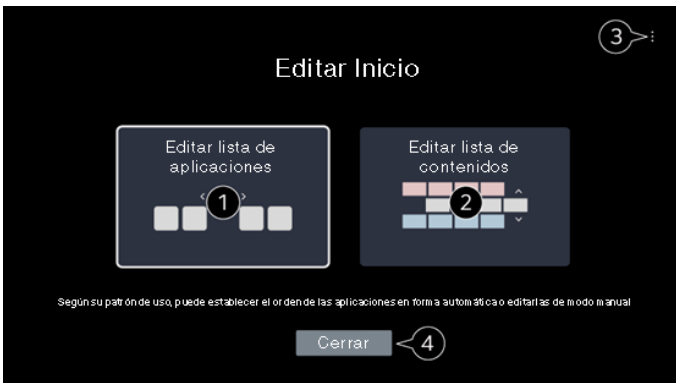 3
Editar Inicio
Editar lista de
aplicaciones
1
Editar lista de
contenidos
2
Según su patrón de uso, puede establecer el orden de las aplicaciones en forma automática o editarlas de modo manual
Cerrar
4